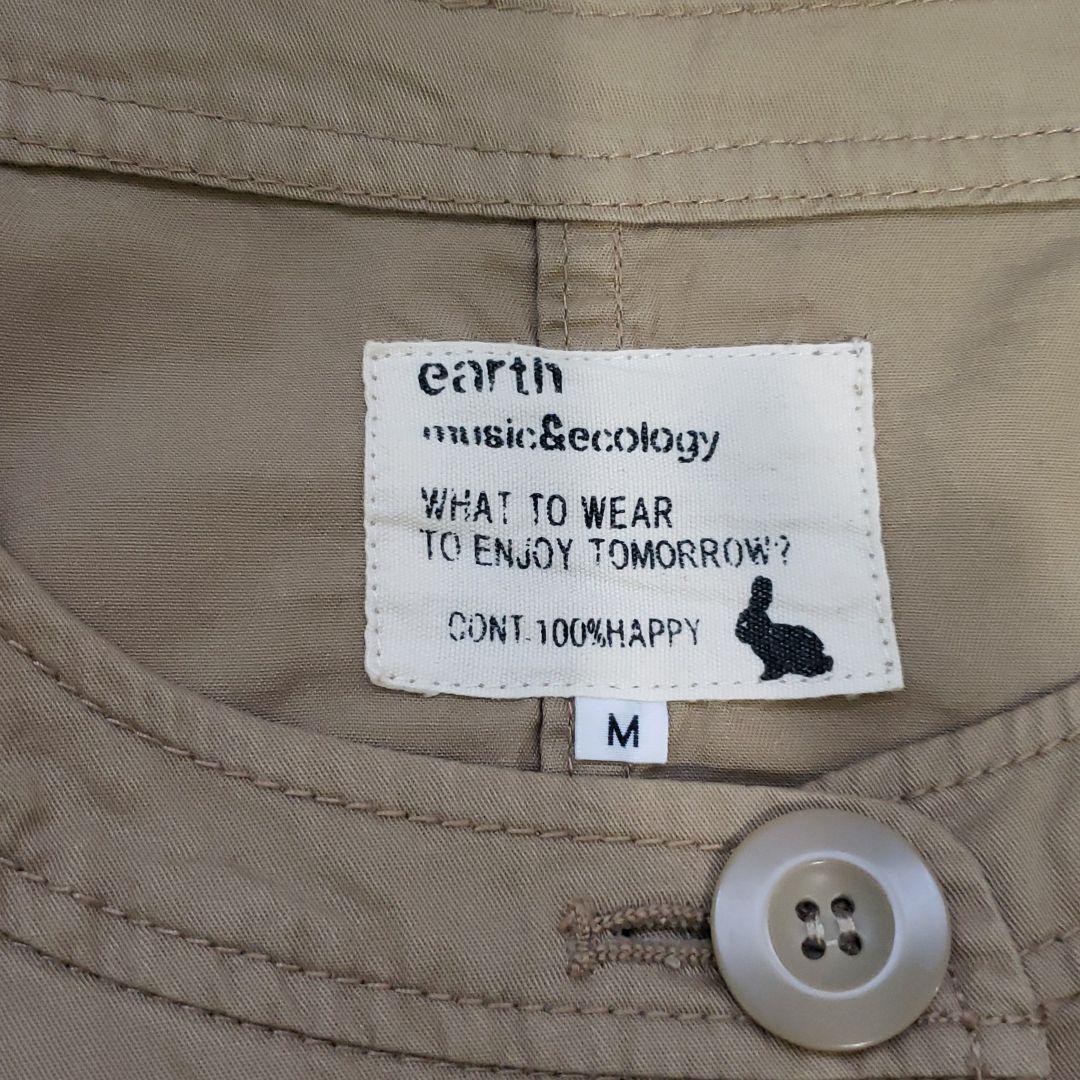 earth
music&ecology
WHAT TO WEAR
TO ENJOY TOMORROW?
CONT.100%HAPPY
M